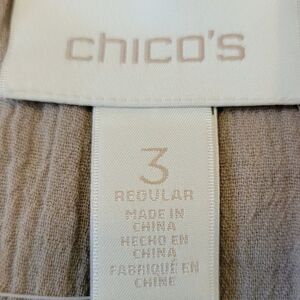 chico's
3
REGULAR
MADE IN
CHINA
HECHO EN
CHINA
FABRIQUÉ EN
CHINE